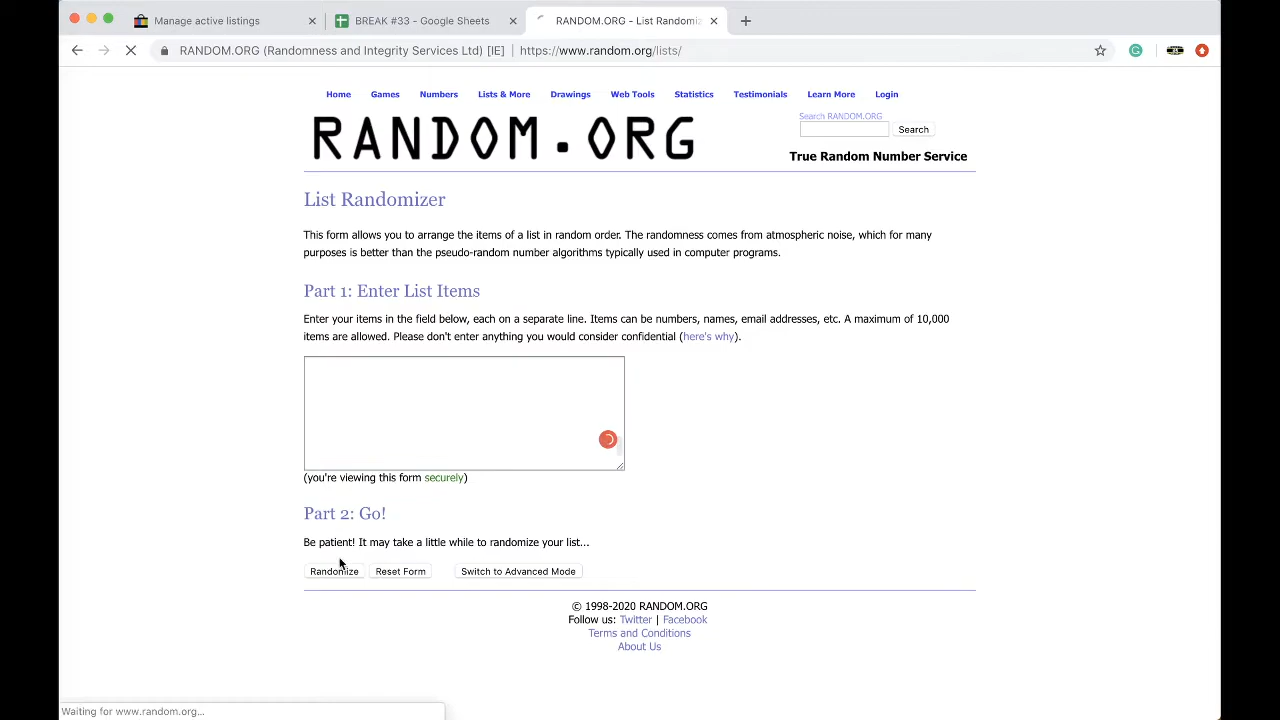 Manage active listings
BREAK #33 - Google Sheets
RANDOM.ORG - List Randomiz
RANDOM.ORG (Randomness and Integrity Services Ltd) [IE] | https://www.random.org/lists/
Home Games Numbers Lists & More Drawings Web Tools Statistics Testimonials Learn More Login
RANDOM.ORG
Search RANDOM.ORG
Search
True Random Number Service
List Randomizer
This form allows you to arrange the items of a list in random order. The randomness comes from atmospheric noise, which for many
purposes is better than the pseudo-random number algorithms typically used in computer programs.
Part 1: Enter List Items
Enter your items in the field below, each on a separate line. Items can be numbers, names, email addresses, etc. A maximum of 10,000
items are allowed. Please don't enter anything you would consider confidential (here's why).
(you're viewing this form securely)
Part 2: Go!
Be patient! It may take a little while to randomize your list...
Randomize Reset Form Switch to Advanced Mode
© 1998-2020 RANDOM.ORG
Follow us: Twitter | Facebook
Terms and Conditions
About Us
Waiting for www.random.org...